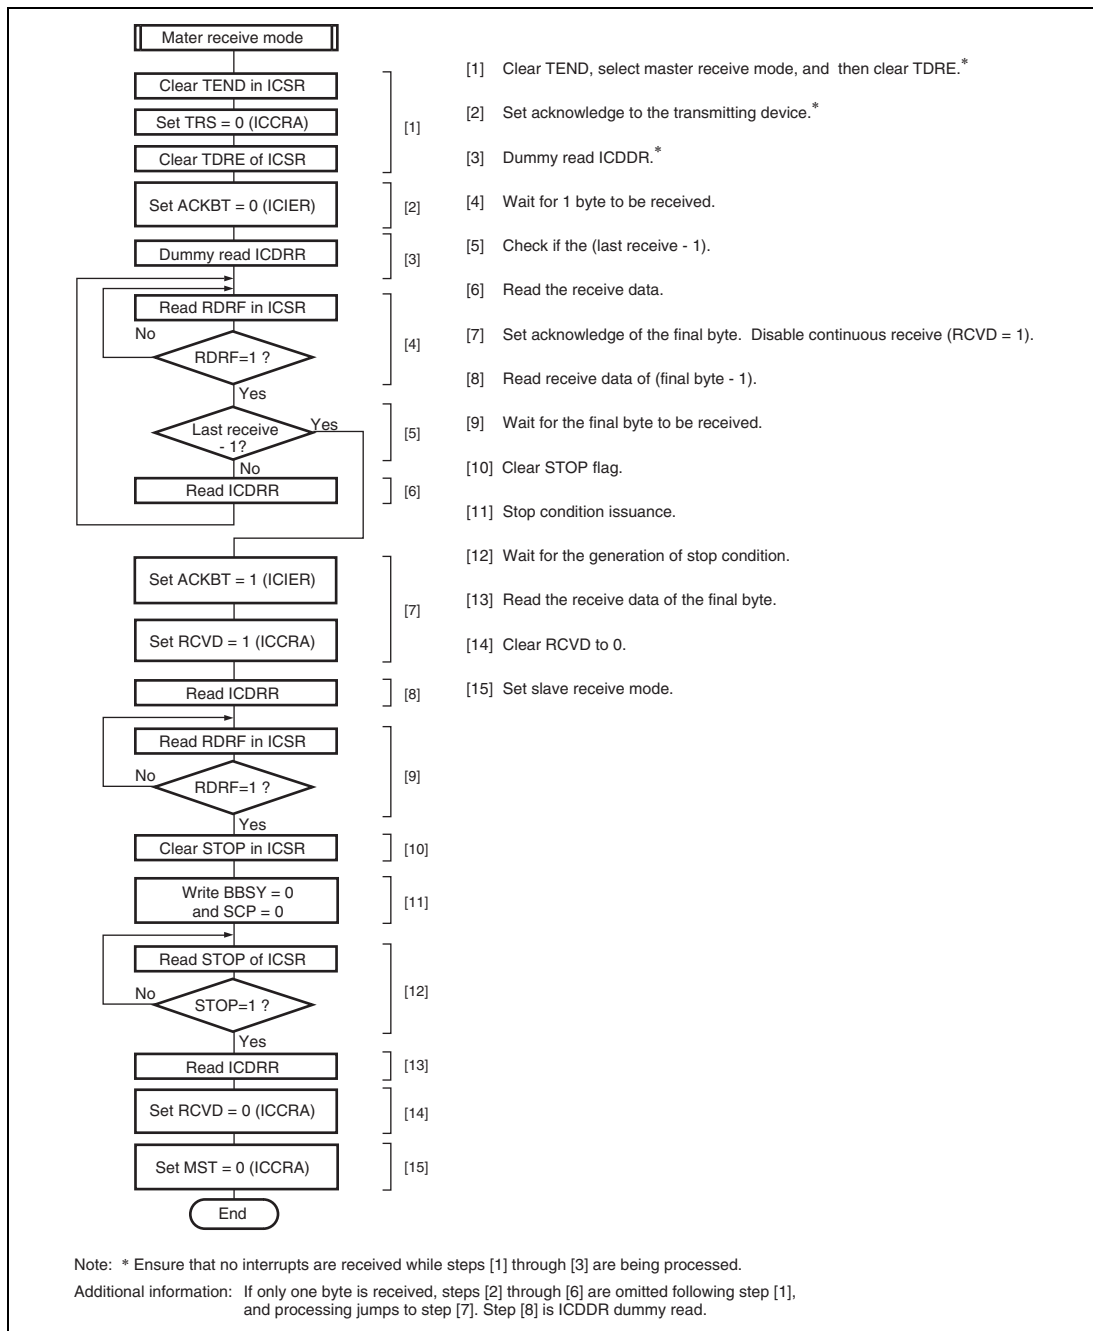 Mater receive mode
Clear TEND in ICSR
Set TRS = 0 (ICCRA)
Clear TDRE of ICSR
[1]
Set ACKBT = 0 (ICIER)
[2]
Dummy read ICDRR
[3]
Read RDRF in ICSR
No
RDRF=1 ?
[4]
Yes
Last receive
- 1?
Yes
[5]
No
Read ICDRR
[6]
Set ACKBT = 1 (ICIER)
[7]
Set RCVD = 1 (ICCRA)
Read ICDRR
[8]
Read RDRF in ICSR
No
RDRF=1 ?
[9]
Yes
Clear STOP in ICSR
[10]
Write BBSY = 0
and SCP = 0
[11]
Read STOP of ICSR
No
STOP=1 ?
[12]
Yes
Read ICDRR
[13]
Set RCVD = 0 (ICCRA)
[14]
Set MST = 0 (ICCRA)
[15]
End
[1] Clear TEND, select master receive mode, and then clear TDRE.*
[2] Set acknowledge to the transmitting device.*
[3] Dummy read ICDDR.*
[4] Wait for 1 byte to be received.
[5] Check if the (last receive - 1).
[6] Read the receive data.
[7] Set acknowledge of the final byte. Disable continuous receive (RCVD = 1).
[8] Read receive data of (final byte - 1).
[9] Wait for the final byte to be received.
[10] Clear STOP flag.
[11] Stop condition issuance.
[12] Wait for the generation of stop condition.
[13] Read the receive data of the final byte.
[14] Clear RCVD to 0.
[15] Set slave receive mode.
Note: * Ensure that no interrupts are received while steps [1] through [3] are being processed.
Additional information: If only one byte is received, steps [2] through [6] are omitted following step [1],
and processing jumps to step [7]. Step [8] is ICDDR dummy read.